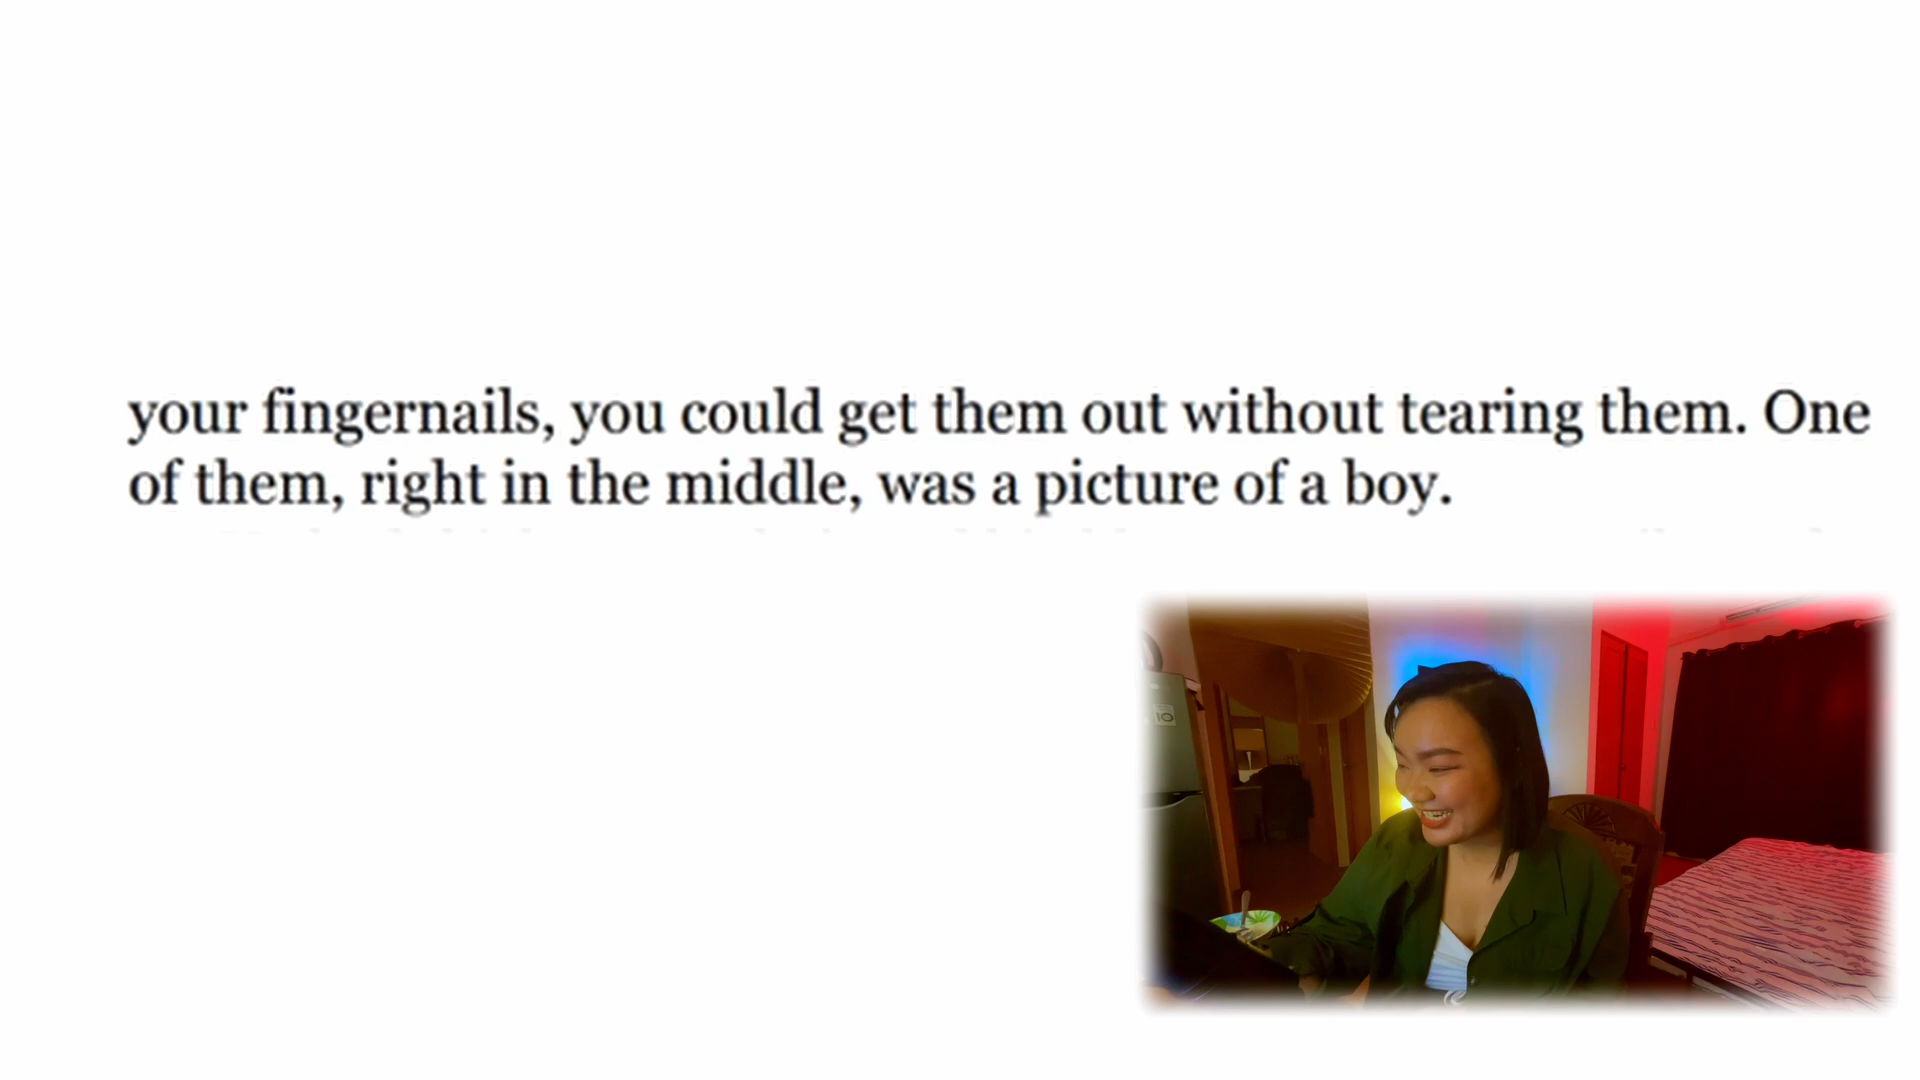 your fingernails, you could get them out without tearing them. One
of them, right in the middle, was a picture of a boy.
10